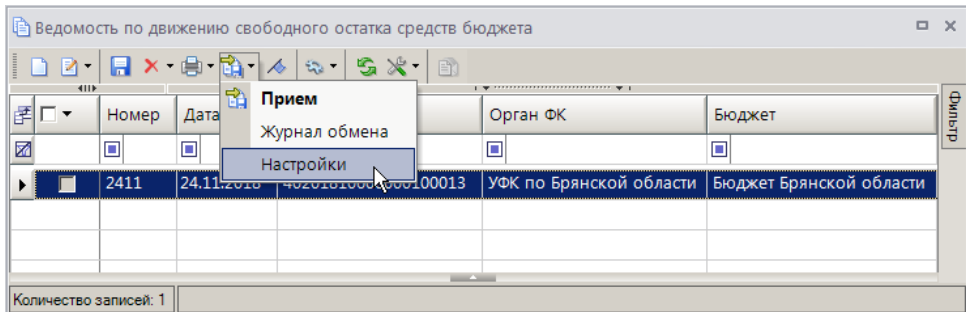 Ведомость по движению свободного остатка средств бюджета
Прием
Журнал обмена
Настройки
Номер
Дата
Орган ФК
Бюджет
Фильтр
2411
24.11.2018
УФК по Брянской области
Бюджет Брянской области
Количество записей: 1